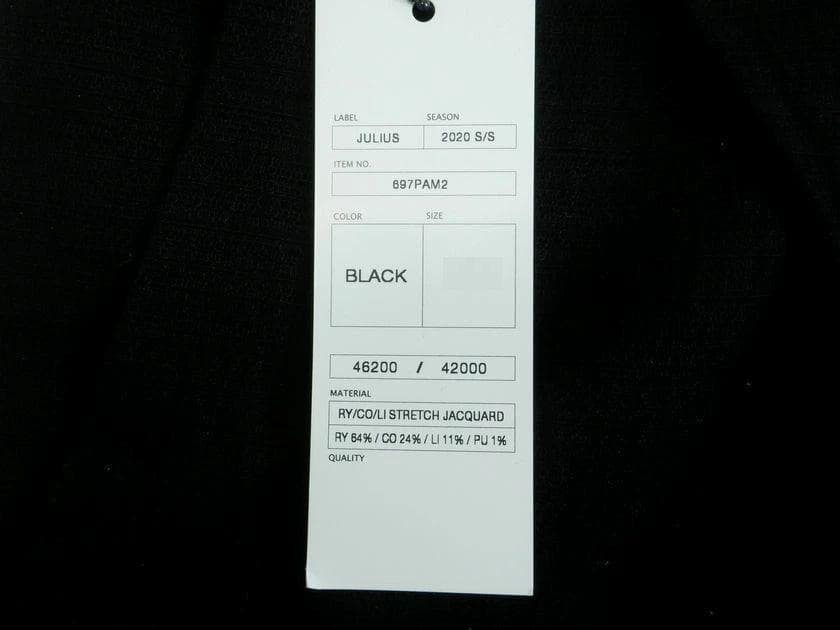 LABEL SEASON
JULIUS 2020 S/S
ITEM NO.
697PAM2
COLOR SIZE
BLACK
46200 / 42000
MATERIAL
RY/CO/LI STRETCH JACQUARD
RY 64% / CO 24% / LI 11% / PU 1%
QUALITY